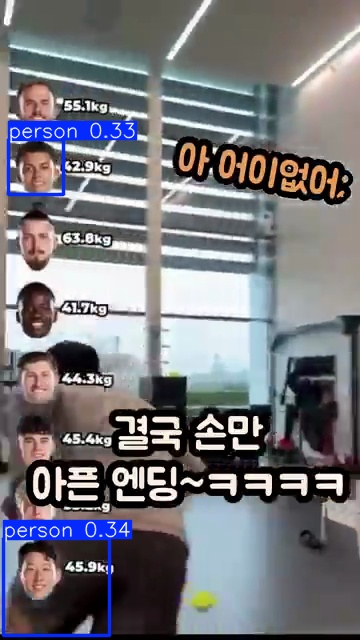 55.1kg
person 0.33
62.9kg
아 어이없어;
63.8kg
41.7kg
44.3kg
45.4kg
결국 손만
아픈 엔딩~ㅋㅋㅋㅋ
person 0.34
45.9kg